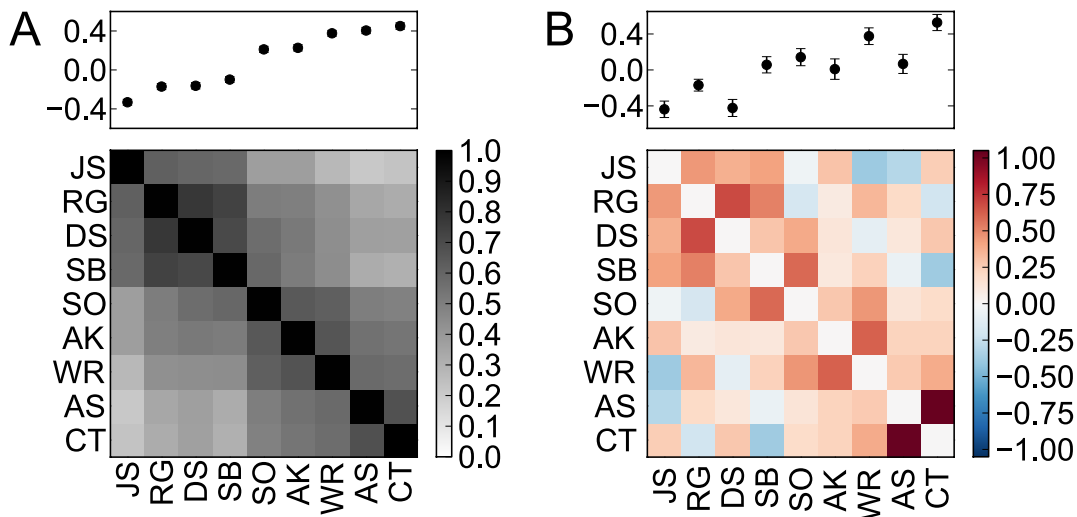 A
0.4
0.0
−0.4
JS
RG
DS
SB
SO
AK
WR
AS
CT
JS RG DS SB SO AK WR AS CT
1.0
0.9
0.8
0.7
0.6
0.5
0.4
0.3
0.2
0.1
0.0
B
0.4
0.0
−0.4
JS
RG
DS
SB
SO
AK
WR
AS
CT
JS RG DS SB SO AK WR AS CT
1.00
0.75
0.50
0.25
0.00
−0.25
−0.50
−0.75
−1.00